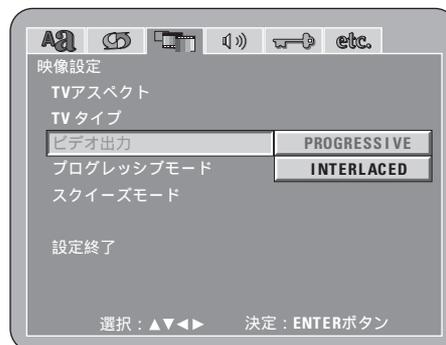 Aa etc.
映像設定
TVアスペクト
TV タイプ
ビデオ出力 PROGRESSIVE
プログレッシブモード INTERLACED
スクイーズモード
設定終了
選択：▲▼◀▶ 決定：ENTERボタン